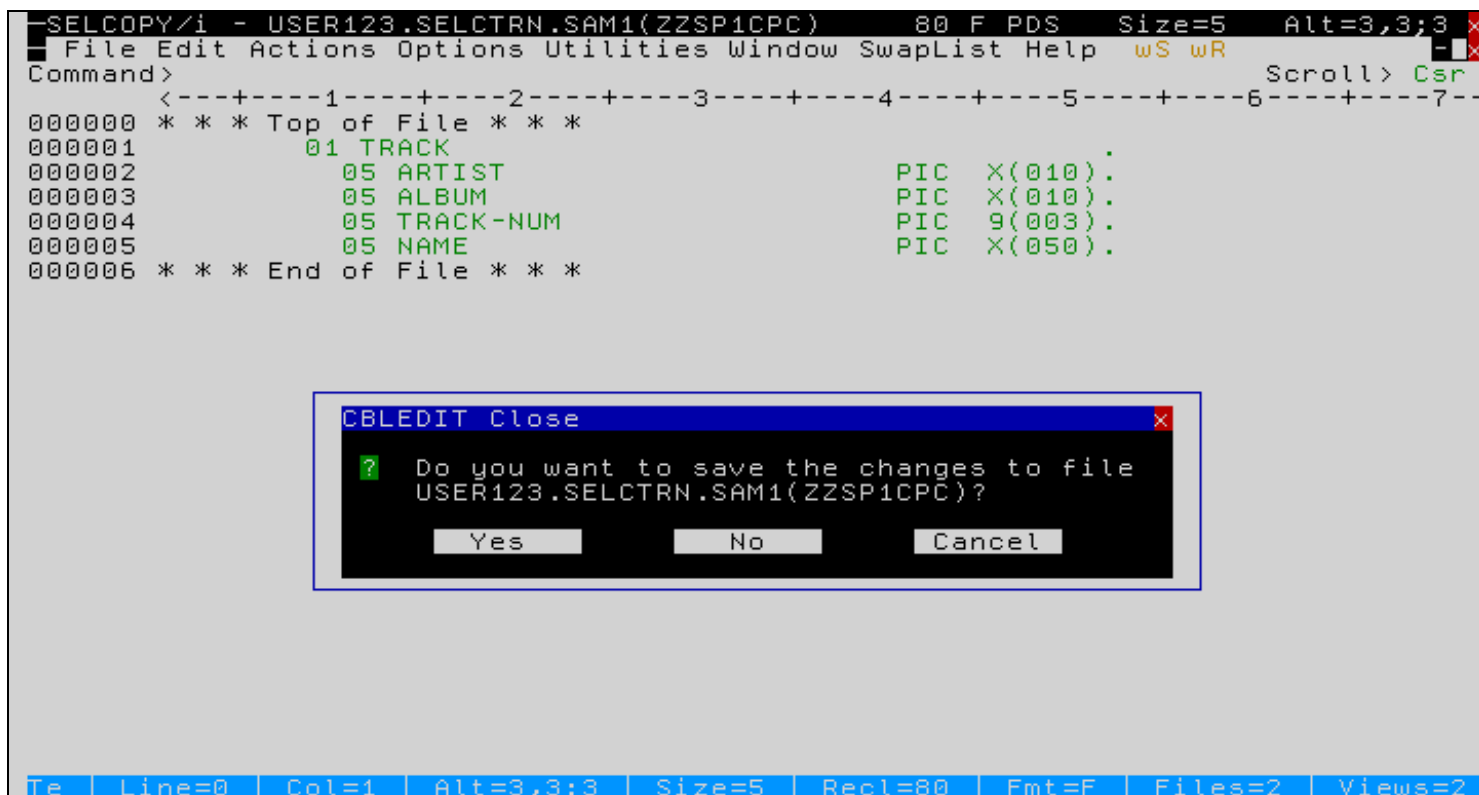 SELCOPY/i - USER123.SELCTRN.SAM1(ZZSP1CPC) 80 F PDS Size=5 Alt=3,3;3 x
File Edit Actions Options Utilities Window SwapList Help wS wR - x
Command> Scroll> Csr
<---+----1----+----2----+----3----+----4----+----5----+----6----+----7--
000000 * * * Top of File * * *
000001 01 TRACK .
000002 05 ARTIST PIC X(010).
000003 05 ALBUM PIC X(010).
000004 05 TRACK-NUM PIC 9(003).
000005 05 NAME PIC X(050).
000006 * * * End of File * * *
CBLEDIT Close x
? Do you want to save the changes to file
USER123.SELCTRN.SAM1(ZZSP1CPC)?
Yes No Cancel
Te | Line=0 | Col=1 | Alt=3,3;3 | Size=5 | Recl=80 | Fmt=F | Files=2 | Views=2